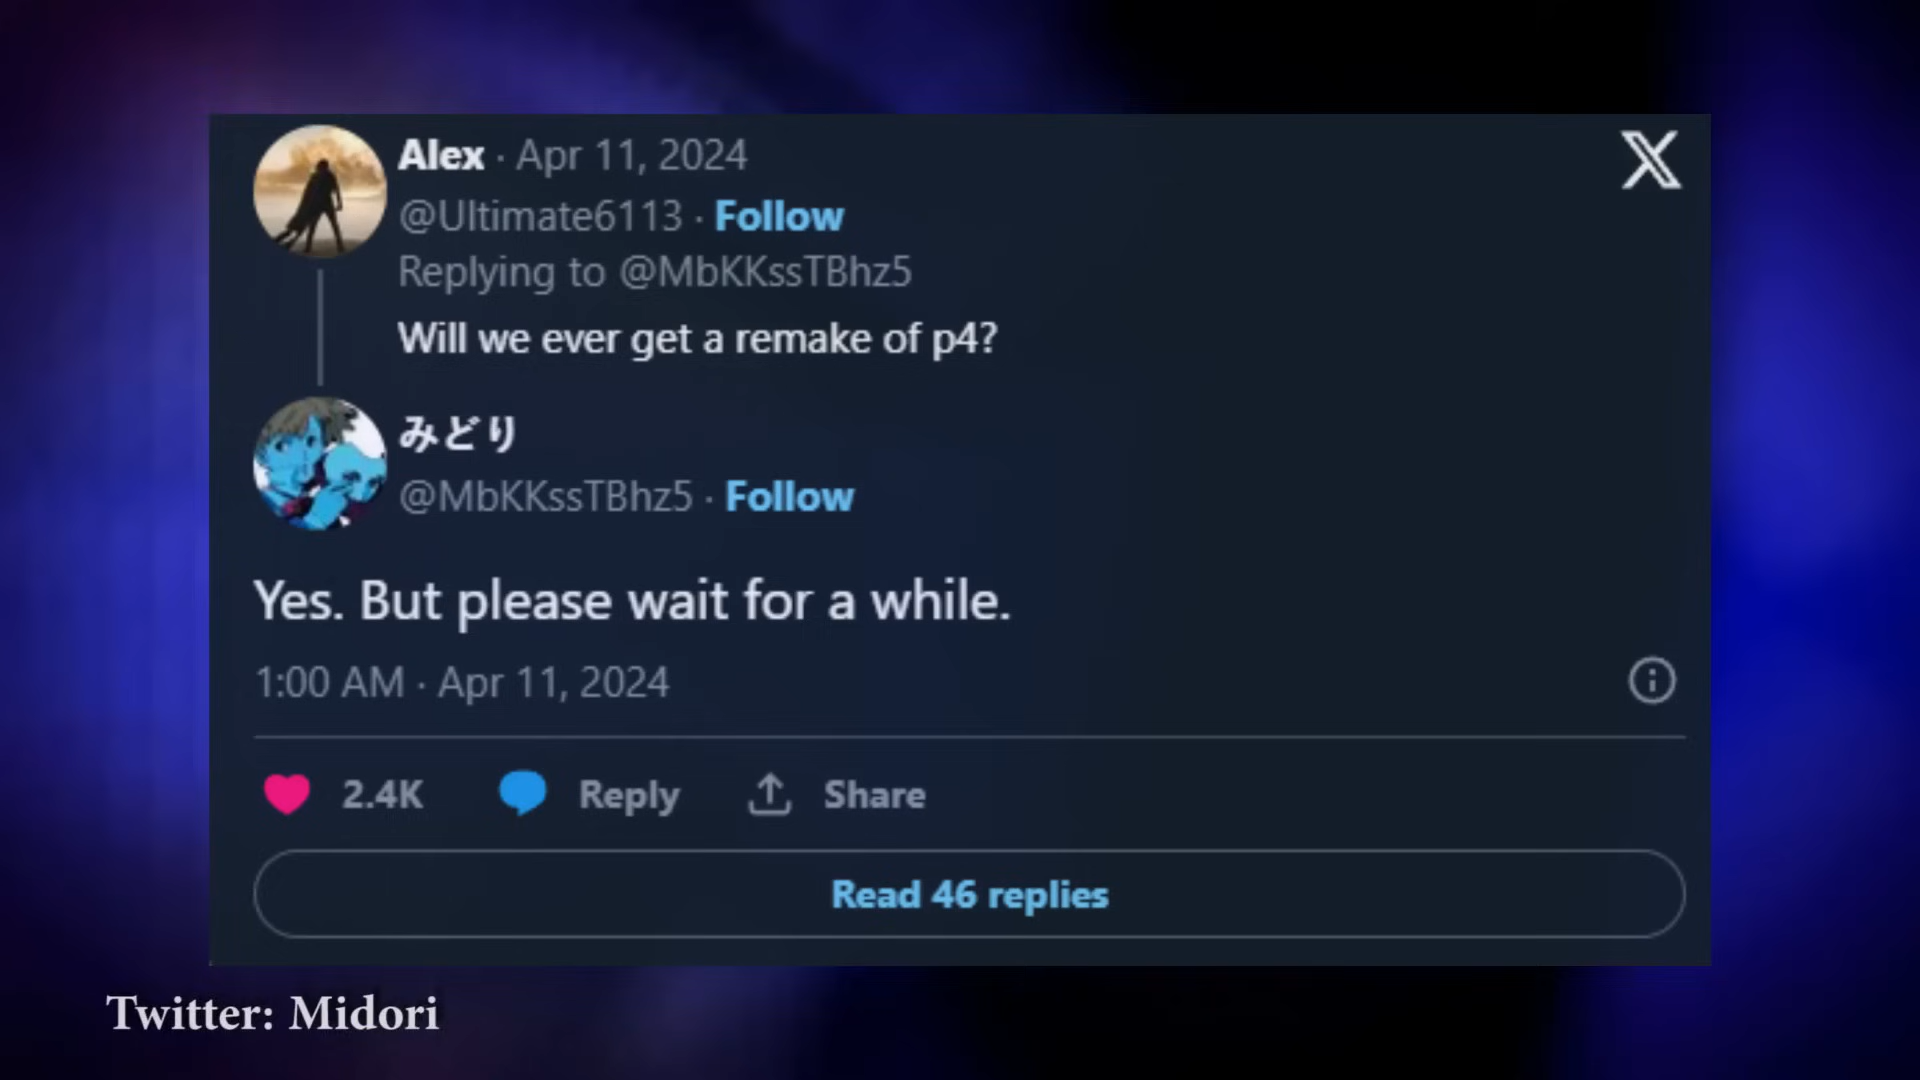 Alex · Apr 11, 2024
@Ultimate6113 · Follow
Replying to @MbKKssTBhz5
Will we ever get a remake of p4?
みどり
@MbKKssTBhz5 · Follow
Yes. But please wait for a while.
1:00 AM · Apr 11, 2024
2.4K Reply Share
Read 46 replies
Twitter: Midori